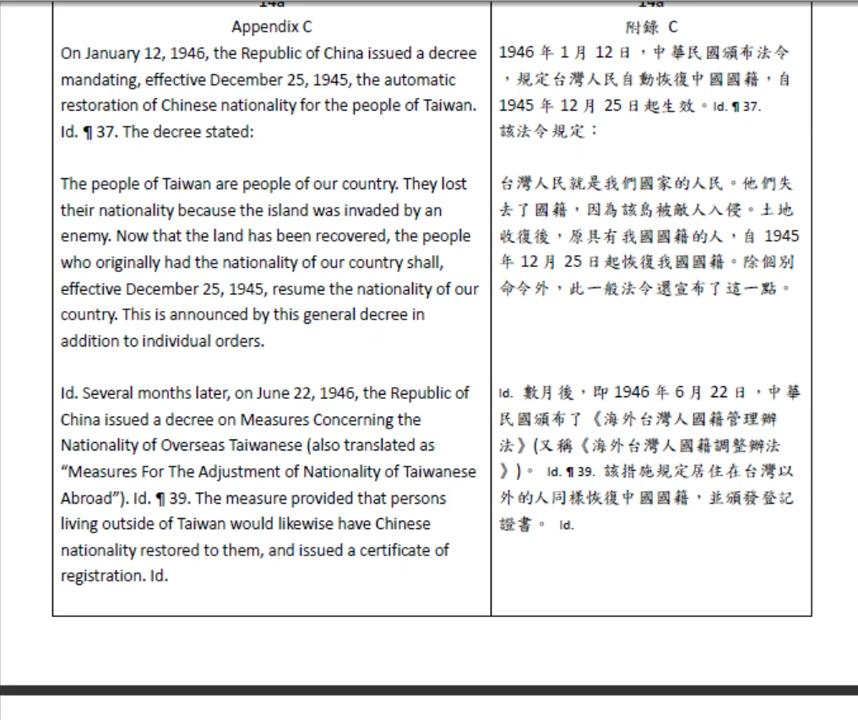 14a
Appendix C
On January 12, 1946, the Republic of China issued a decree
mandating, effective December 25, 1945, the automatic
restoration of Chinese nationality for the people of Taiwan.
Id. ¶ 37. The decree stated:
The people of Taiwan are people of our country. They lost
their nationality because the island was invaded by an
enemy. Now that the land has been recovered, the people
who originally had the nationality of our country shall,
effective December 25, 1945, resume the nationality of our
country. This is announced by this general decree in
addition to individual orders.
Id. Several months later, on June 22, 1946, the Republic of
China issued a decree on Measures Concerning the
Nationality of Overseas Taiwanese (also translated as
“Measures For The Adjustment of Nationality of Taiwanese
Abroad”). Id. ¶ 39. The measure provided that persons
living outside of Taiwan would likewise have Chinese
nationality restored to them, and issued a certificate of
registration. Id.
14a
附錄 C
1946 年 1 月 12 日，中華民國頒布法令
，規定台灣人民自動恢復中國國籍，自
1945 年 12 月 25 日起生效。Id. ¶ 37.
該法令規定：
台灣人民就是我們國家的人民。他們失
去了國籍，因為該島被敵人入侵。土地
收復後，原具有我國國籍的人，自 1945
年 12 月 25 日起恢復我國國籍。除個別
命令外，此一般法令還宣布了這一點。
Id. 數月後，即 1946 年 6 月 22 日，中華
民國頒布了《海外台灣人國籍管理辦
法》(又稱《海外台灣人國籍調整辦法
》)。 Id. ¶ 39. 該措施規定居住在台灣以
外的人同樣恢復中國國籍，並頒發登記
證書。 Id.